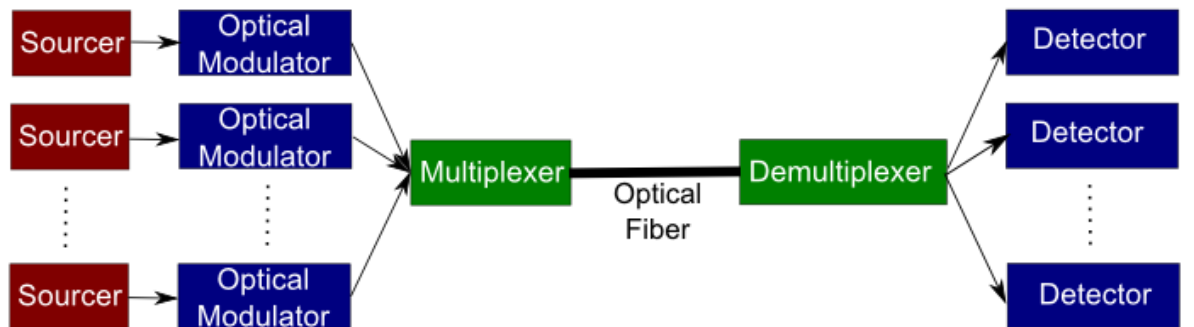 Sourcer
Optical
Modulator
Detector
Sourcer
Optical
Modulator
Detector
Multiplexer
Demultiplexer
Optical
Fiber
Sourcer
Optical
Modulator
Detector